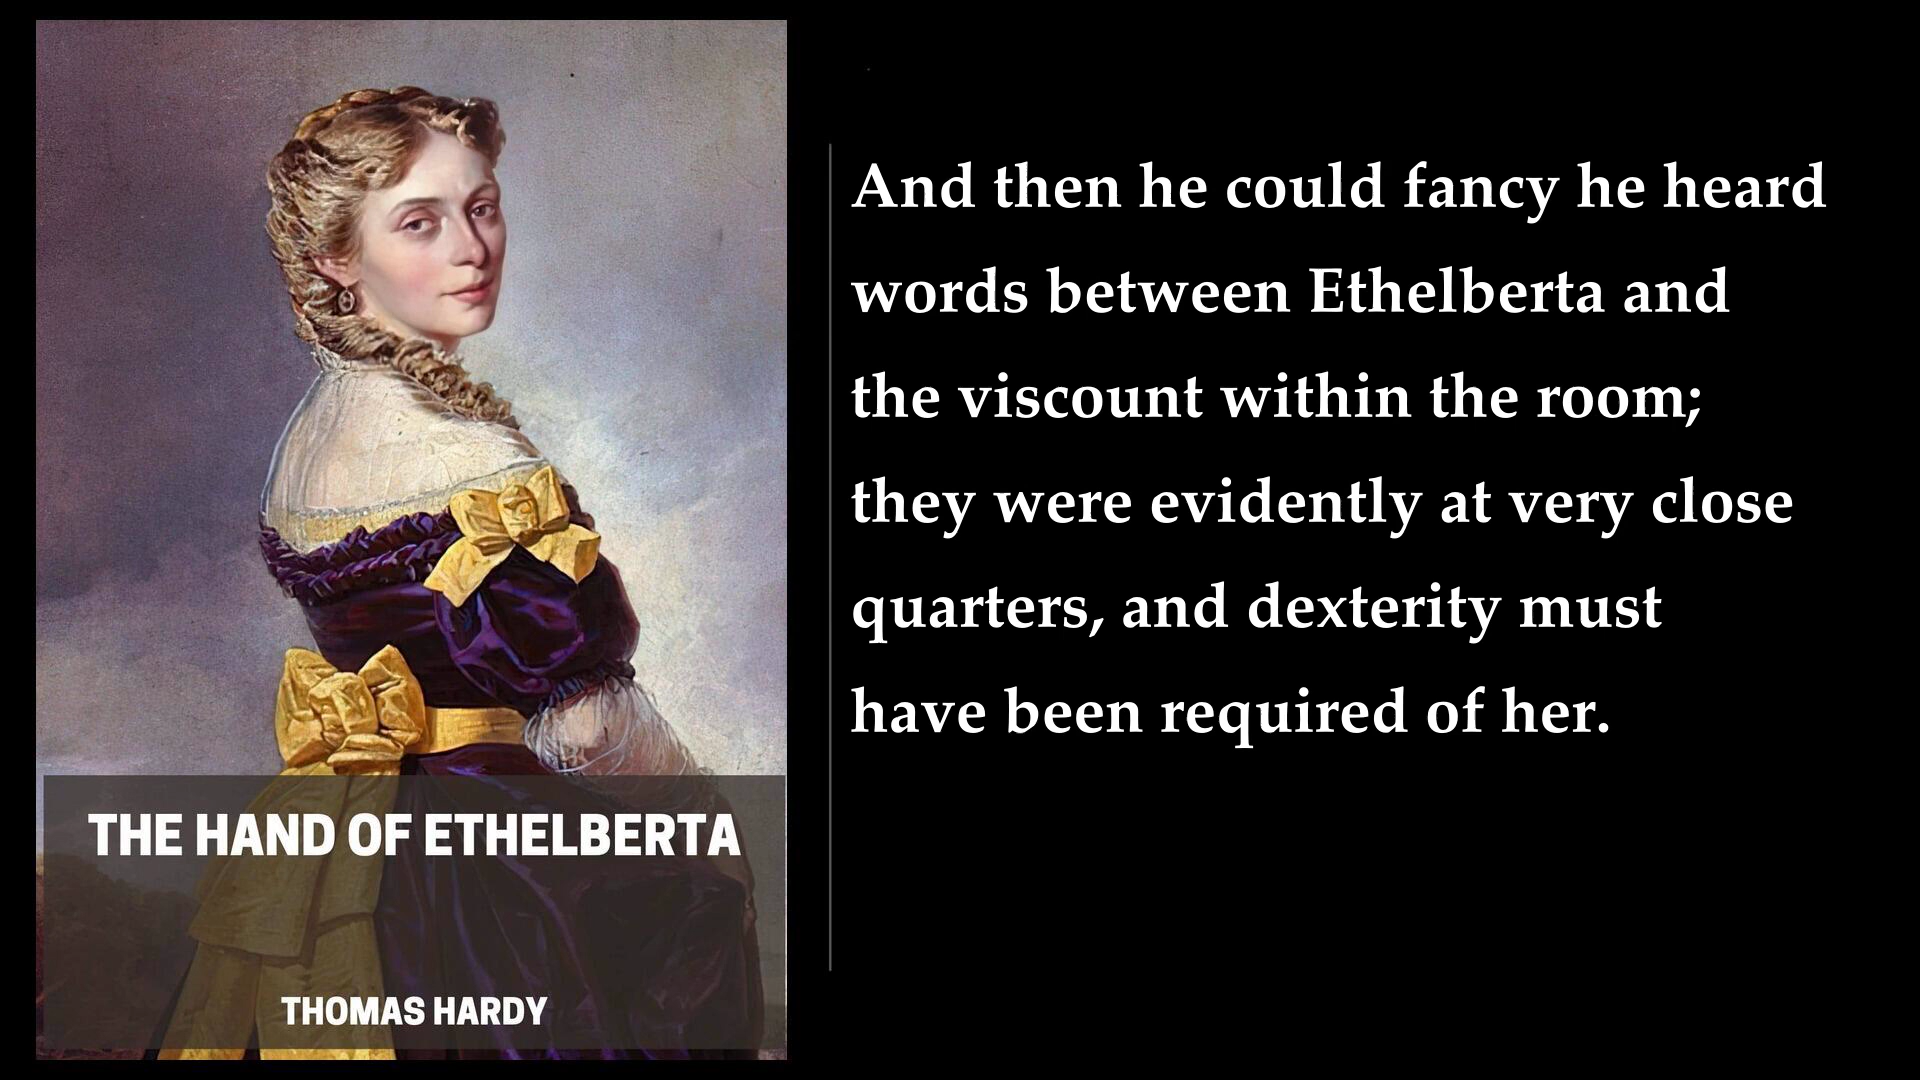 THE HAND OF ETHELBERTA
THOMAS HARDY
And then he could fancy he heard
words between Ethelberta and
the viscount within the room;
they were evidently at very close
quarters, and dexterity must
have been required of her.